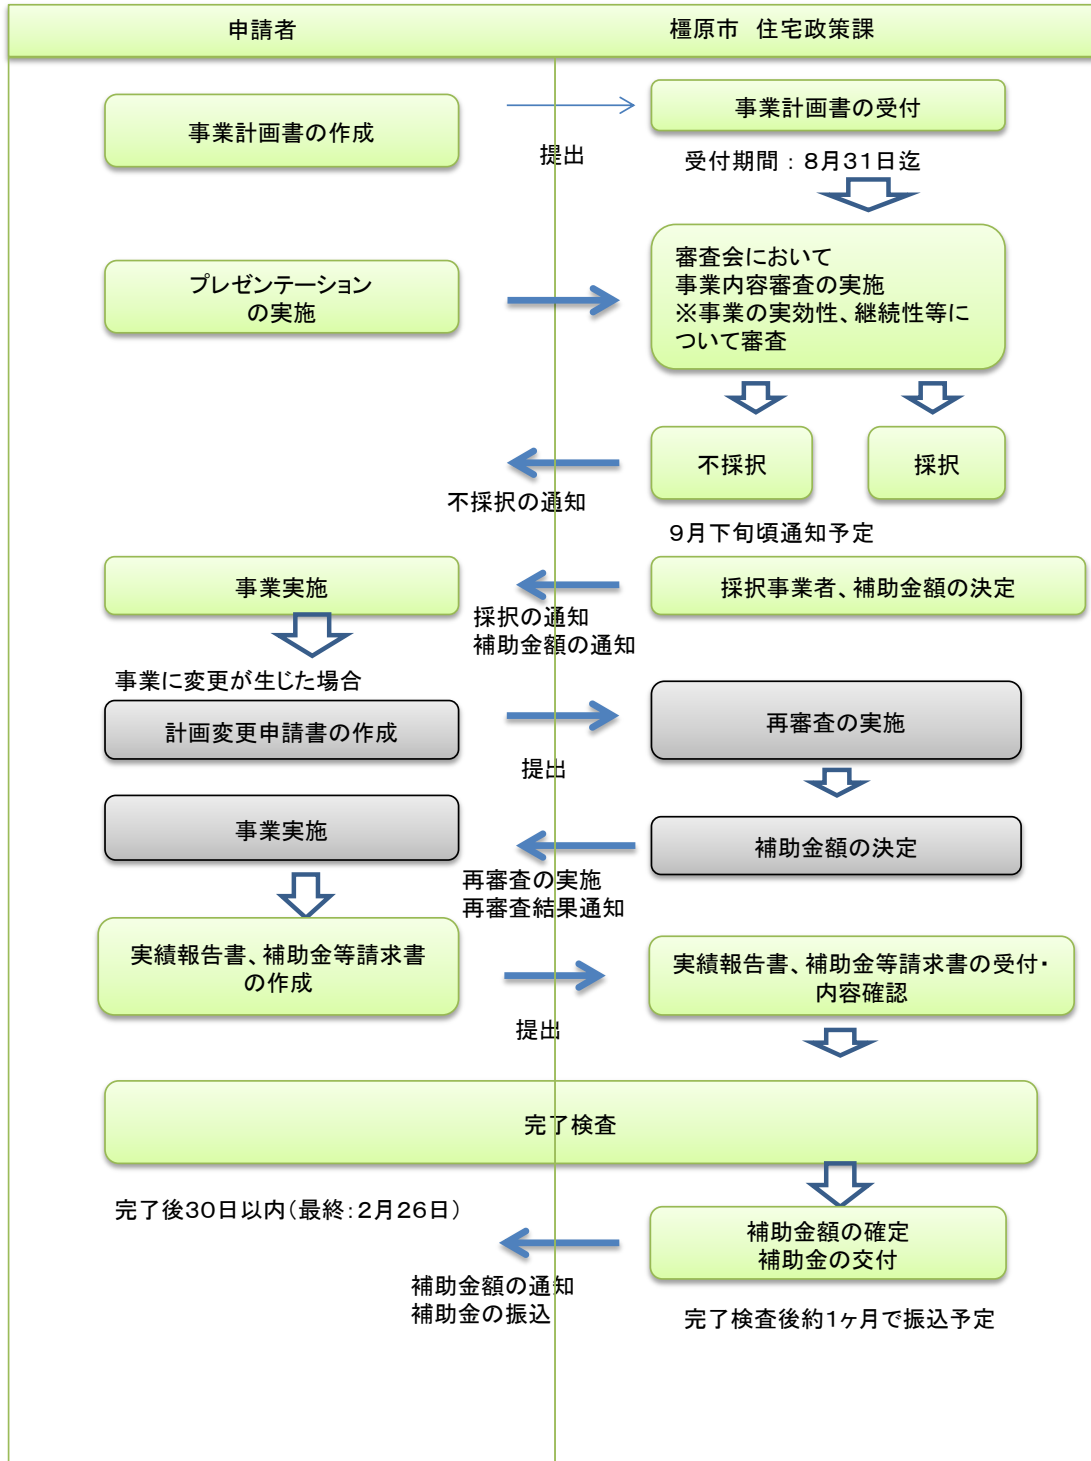 申請者
橿原市　住宅政策課
事業計画書の作成
提出
事業計画書の受付
受付期間：8月31日迄
プレゼンテーション
の実施
審査会において
事業内容審査の実施
※事業の実効性、継続性等に
ついて審査
不採択
採択
不採択の通知
9月下旬頃通知予定
事業実施
採択事業者、補助金額の決定
採択の通知
補助金額の通知
事業に変更が生じた場合
計画変更申請書の作成
提出
再審査の実施
事業実施
補助金額の決定
再審査の実施
再審査結果通知
実績報告書、補助金等請求書
の作成
提出
実績報告書、補助金等請求書の受付・
内容確認
完了検査
完了後30日以内（最終：2月26日）
補助金額の確定
補助金の交付
補助金額の通知
補助金の振込
完了検査後約1ヶ月で振込予定